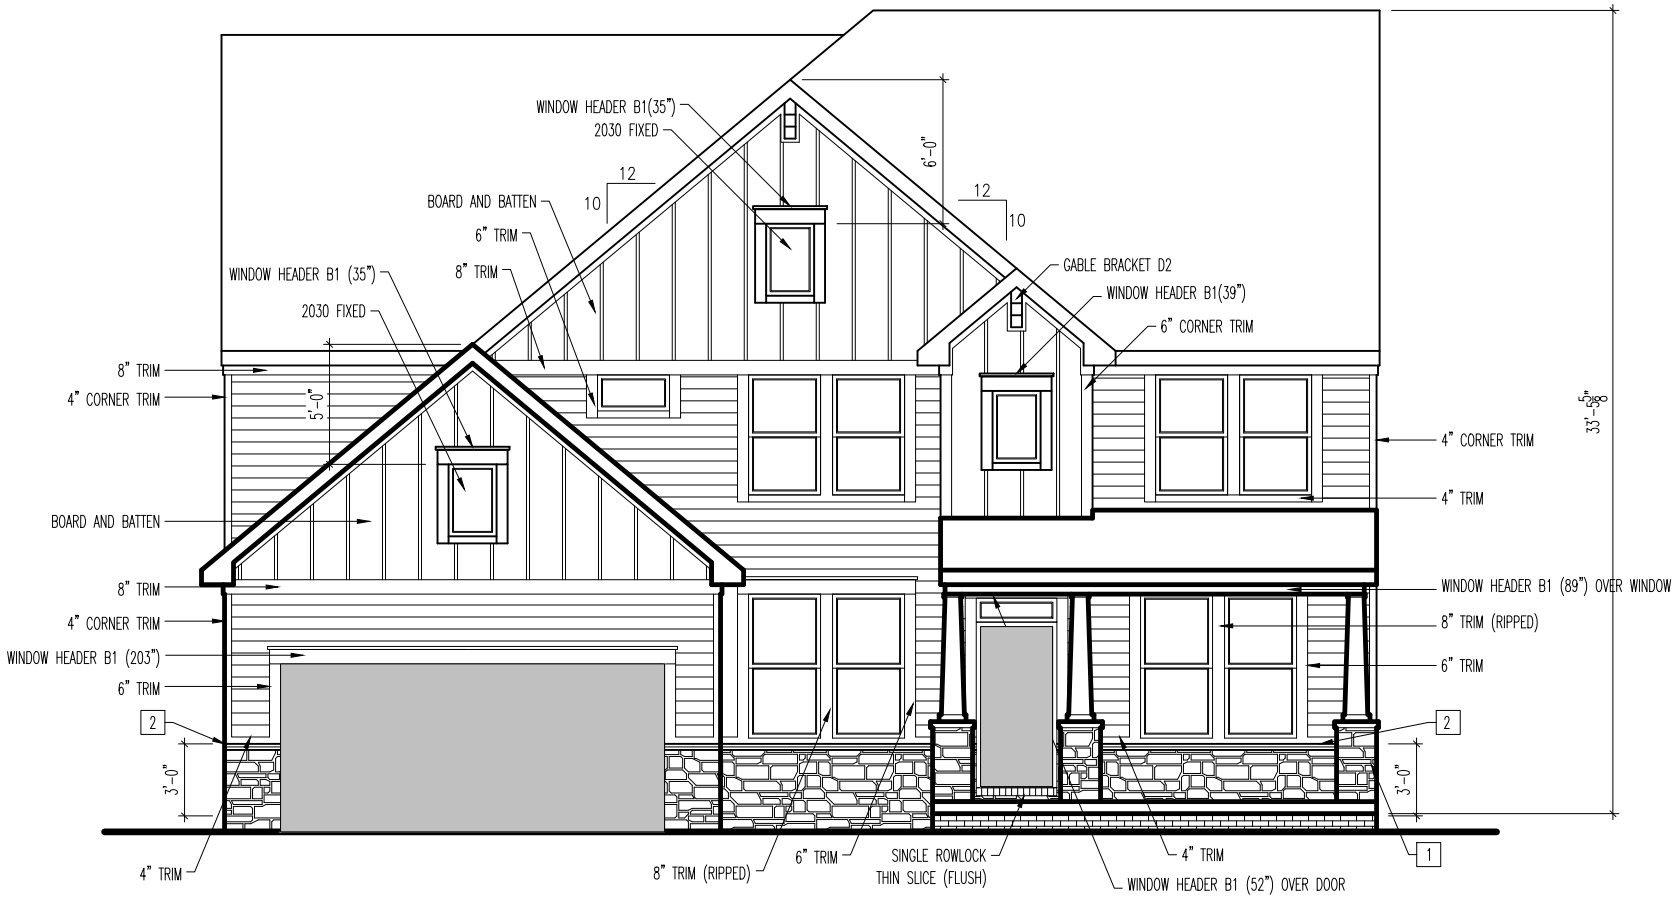 WINDOW HEADER B1(35")
2030 FIXED
6'-0"
12
10
12
10
BOARD AND BATTEN
6" TRIM
8" TRIM
WINDOW HEADER B1 (35")
2030 FIXED
GABLE BRACKET D2
WINDOW HEADER B1(39")
6" CORNER TRIM
8" TRIM
4" CORNER TRIM
5'-0"
33'-5 5/8"
4" CORNER TRIM
4" TRIM
BOARD AND BATTEN
8" TRIM
4" CORNER TRIM
WINDOW HEADER B1 (203")
6" TRIM
2
3'-0"
WINDOW HEADER B1 (89") OVER WINDOW
8" TRIM (RIPPED)
6" TRIM
2
3'-0"
4" TRIM
8" TRIM (RIPPED)
6" TRIM
SINGLE ROWLOCK
THIN SLICE (FLUSH)
4" TRIM
1
WINDOW HEADER B1 (52") OVER DOOR